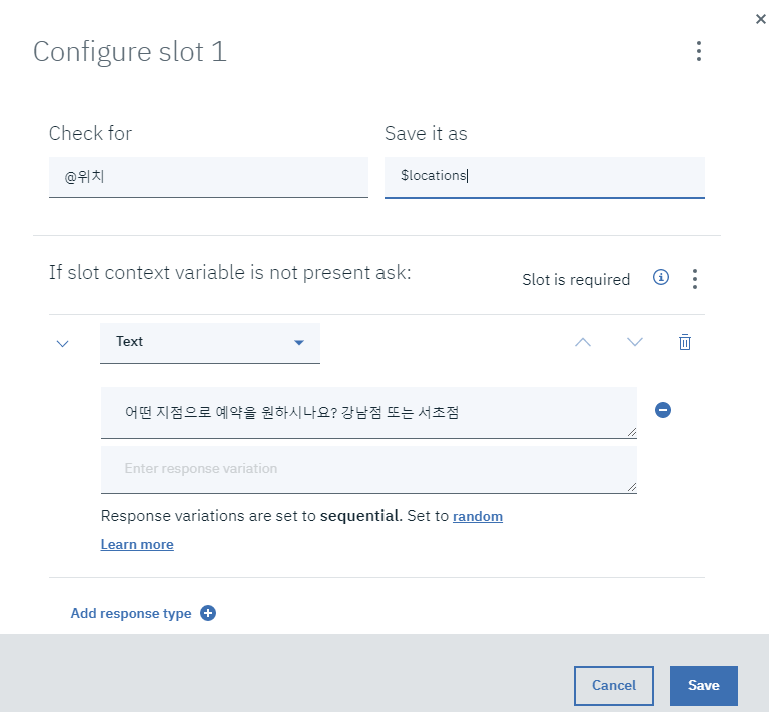 Configure slot 1
Check for
Save it as
@위치
$locations
If slot context variable is not present ask:
Slot is required
Text
어떤 지점으로 예약을 원하시나요? 강남점 또는 서초점
Enter response variation
Response variations are set to sequential. Set to random
Learn more
Add response type
Cancel
Save